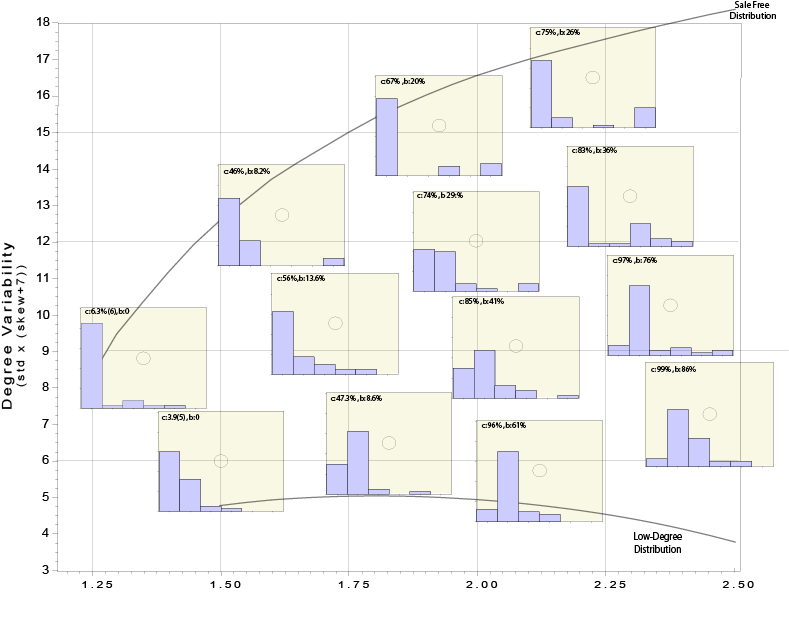 Sale Free
Distribution
18
17
16
15
14
13
12
11
10
9
8
7
6
5
4
3
Degree Variability
(std x (skew+7))
c:75%,b:26%
c:67%,b:20%
c:83%,b:36%
c:46%,b:8.2%
c:74%,b:29:%
c:97%,b:76%
c:56%,b:13.6%
c:85%,b:41%
c:6.3%(6),b:0
c:99%,b:86%
c:47.3%,b:8.6%
c:3.9(5),b:0
c:96%,b:61%
Low-Degree
Distribution
1.25 1.50 1.75 2.00 2.25 2.50